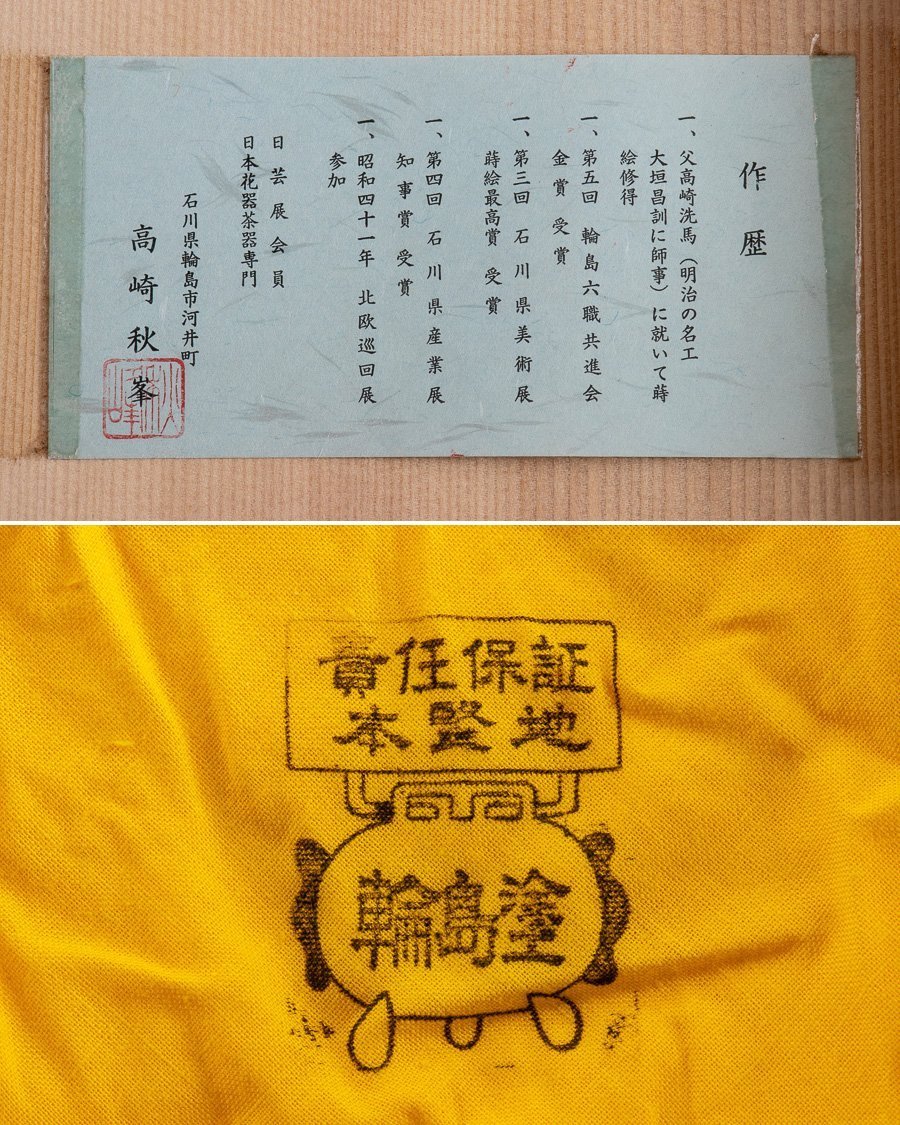 作歴
一、父高崎洗馬(明治の名工
大垣昌訓に師事)に就いて蒔
絵修得
一、第五回 輪島六職共進会
金賞受賞
一、第三回 石川県美術展
蒔絵最高賞 受賞
一、第四回 石川県産業展
知事賞 受賞
一、昭和四十一年 北欧巡回展
参加
日芸展会員
日本花器茶器専門
石川県輪島市河井町
高崎秋峯
責任保証
本堅地
輪島塗